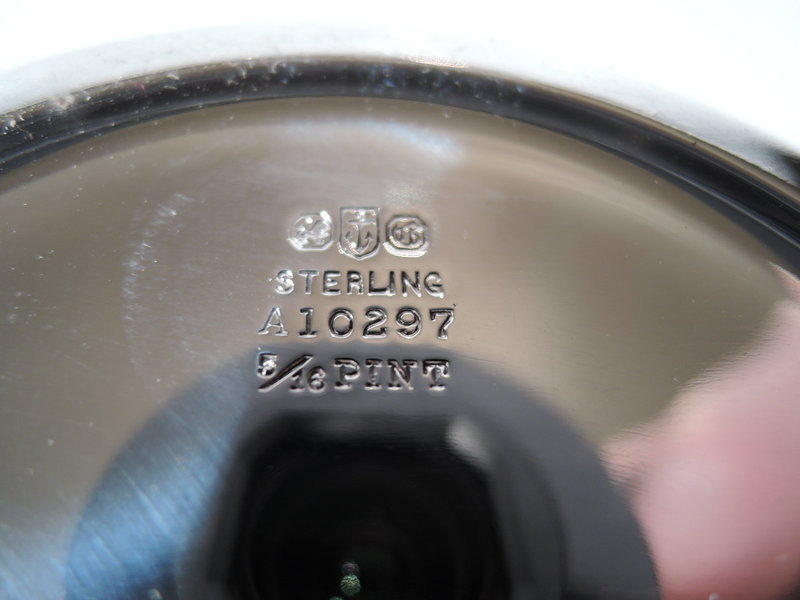 STERLING
A10297
5/16 PINT